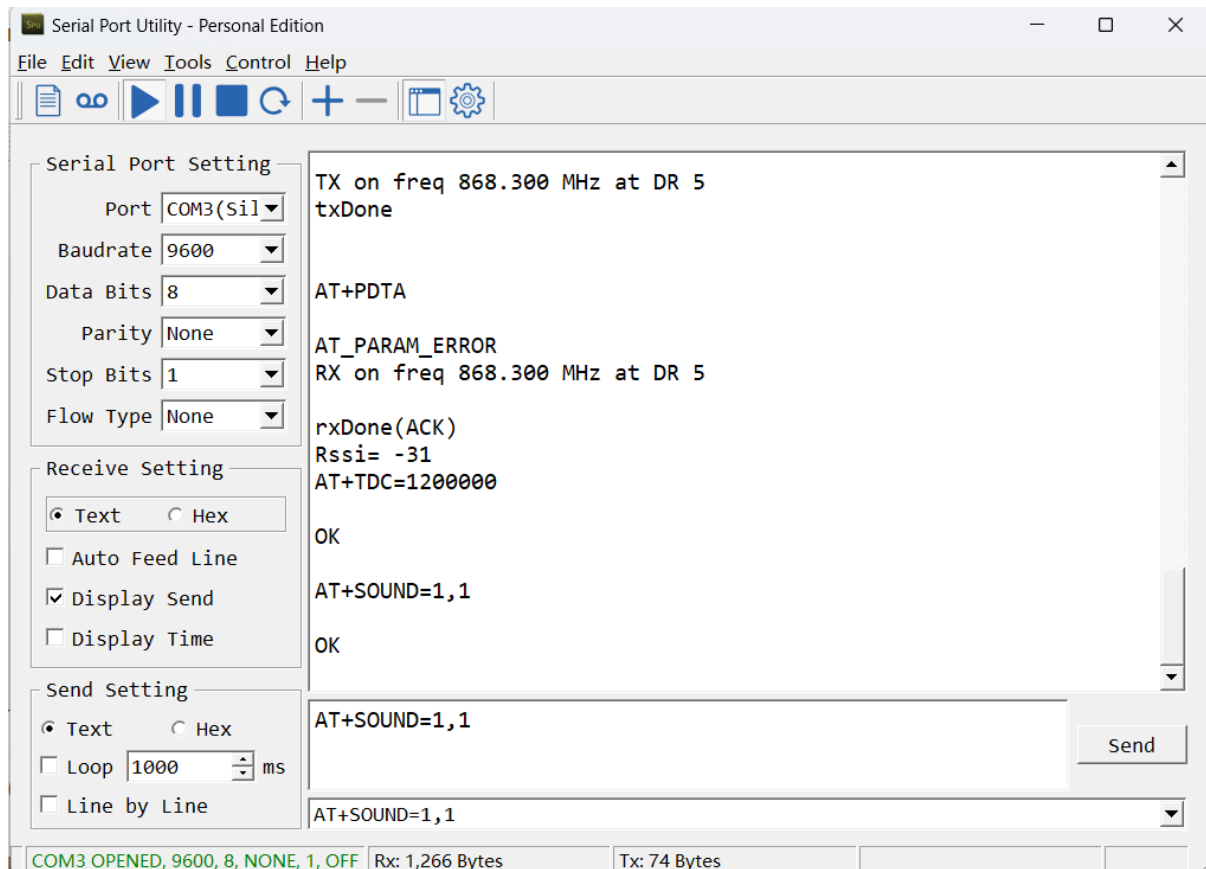 Spu Serial Port Utility - Personal Edition
File Edit View Tools Control Help
Serial Port Setting
Port COM3(Sil
Baudrate 9600
Data Bits 8
Parity None
Stop Bits 1
Flow Type None
Receive Setting
Text Hex
Auto Feed Line
Display Send
Display Time
Send Setting
Text Hex
Loop 1000 ms
Line by Line
TX on freq 868.300 MHz at DR 5
txDone
AT+PDTA
AT_PARAM_ERROR
RX on freq 868.300 MHz at DR 5
rxDone(ACK)
Rssi= -31
AT+TDC=1200000
OK
AT+SOUND=1,1
OK
AT+SOUND=1,1
Send
AT+SOUND=1,1
COM3 OPENED, 9600, 8, NONE, 1, OFF Rx: 1,266 Bytes Tx: 74 Bytes